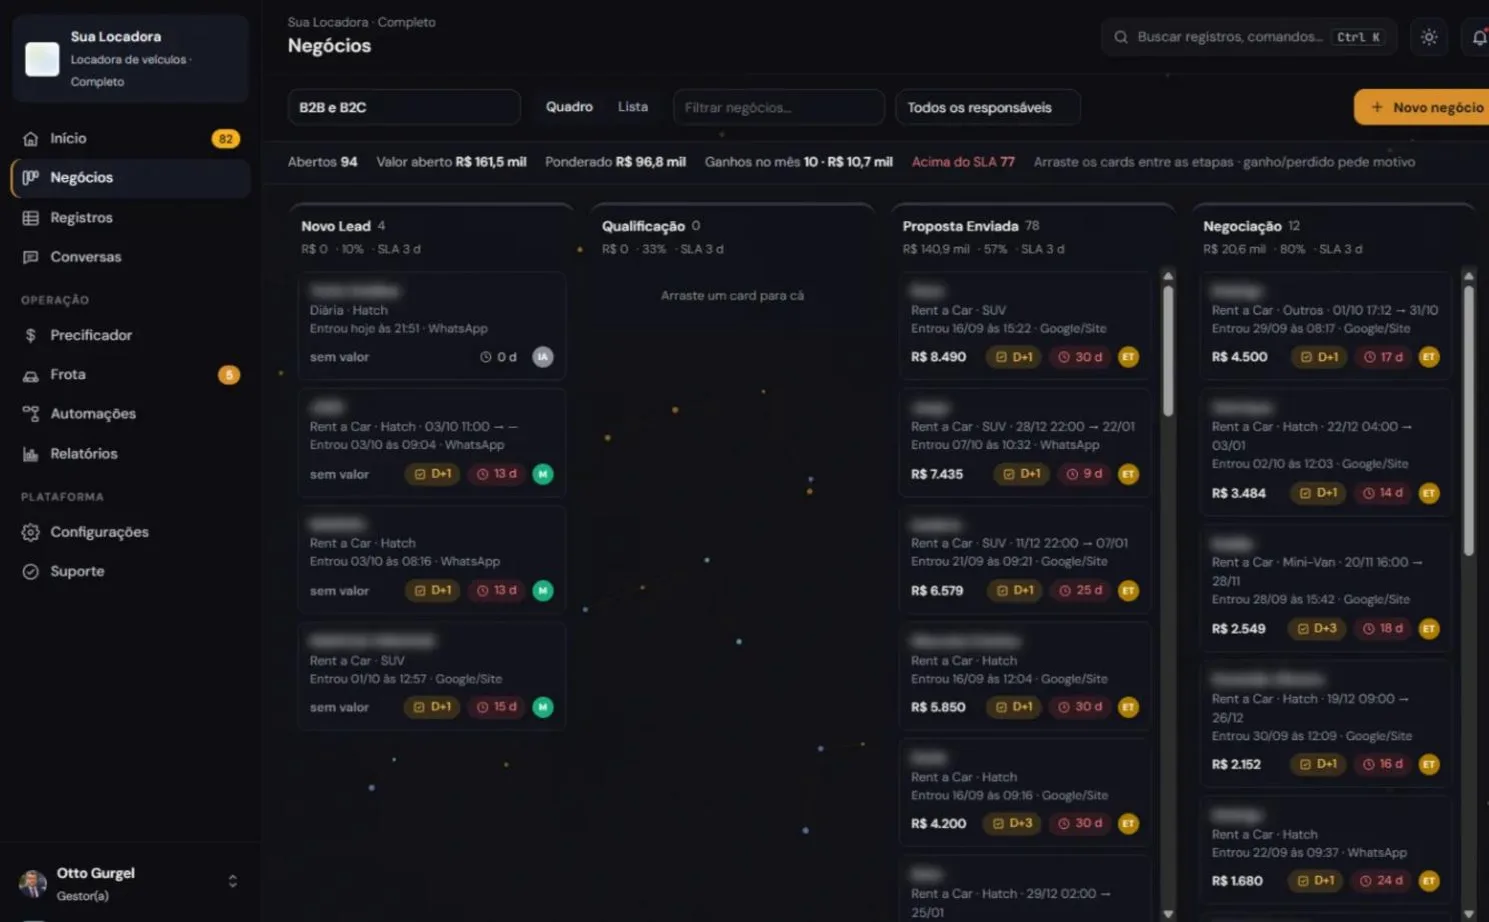 Sua Locadora
Locadora de veículos ·
Completo
Início 82
Negócios
Registros
Conversas
OPERAÇÃO
Precificador
Frota 5
Automações
Relatórios
PLATAFORMA
Configurações
Suporte
Otto Gurgel
Gestor(a)
Sua Locadora · Completo
Negócios
Buscar registros, comandos... Ctrl K
B2B e B2C Quadro Lista Filtrar negócios... Todos os responsáveis + Novo negócio
Abertos 94 Valor aberto R$ 161,5 mil Ponderado R$ 96,8 mil Ganhos no mês 10 · R$ 10,7 mil Acima do SLA 77 Arraste os cards entre as etapas · ganho/perdido pede motivo
Novo Lead 4
R$ 0 · 10% · SLA 3 d
Diária · Hatch
Entrou hoje às 21:51 · WhatsApp
sem valor 0 d IA
Rent a Car · Hatch · 03/10 11:00 → —
Entrou 03/10 às 09:04 · WhatsApp
sem valor D+1 13 d M
Rent a Car · Hatch
Entrou 03/10 às 08:16 · WhatsApp
sem valor D+1 13 d M
Rent a Car · SUV
Entrou 01/10 às 12:57 · Google/Site
sem valor D+1 15 d M
Qualificação 0
R$ 0 · 33% · SLA 3 d
Arraste um card para cá
Proposta Enviada 78
R$ 140,9 mil · 57% · SLA 3 d
Rent a Car · SUV
Entrou 16/09 às 15:22 · Google/Site
R$ 8.490 D+1 30 d ET
Rent a Car · SUV · 28/12 22:00 → 22/01
Entrou 07/10 às 10:32 · WhatsApp
R$ 7.435 D+1 9 d ET
Rent a Car · SUV · 11/12 22:00 → 07/01
Entrou 21/09 às 09:21 · Google/Site
R$ 6.579 D+1 25 d ET
Rent a Car · Hatch
Entrou 16/09 às 12:04 · Google/Site
R$ 5.850 D+1 30 d ET
Rent a Car · Hatch
Entrou 16/09 às 09:16 · Google/Site
R$ 4.200 D+3 30 d ET
Rent a Car · Hatch · 29/12 02:00 →
25/01
Negociação 12
R$ 20,6 mil · 80% · SLA 3 d
Rent a Car · Outros · 01/10 17:12 → 31/10
Entrou 29/09 às 08:17 · Google/Site
R$ 4.500 D+1 17 d ET
Rent a Car · Hatch · 22/12 04:00 →
03/01
Entrou 02/10 às 12:03 · Google/Site
R$ 3.484 D+1 14 d ET
Rent a Car · Mini-Van · 20/11 16:00 →
28/11
Entrou 28/09 às 15:42 · Google/Site
R$ 2.549 D+3 18 d ET
Rent a Car · Hatch · 19/12 09:00 →
26/12
Entrou 30/09 às 12:09 · Google/Site
R$ 2.152 D+1 16 d ET
Rent a Car · Hatch
Entrou 22/09 às 09:37 · WhatsApp
R$ 1.680 D+1 24 d ET